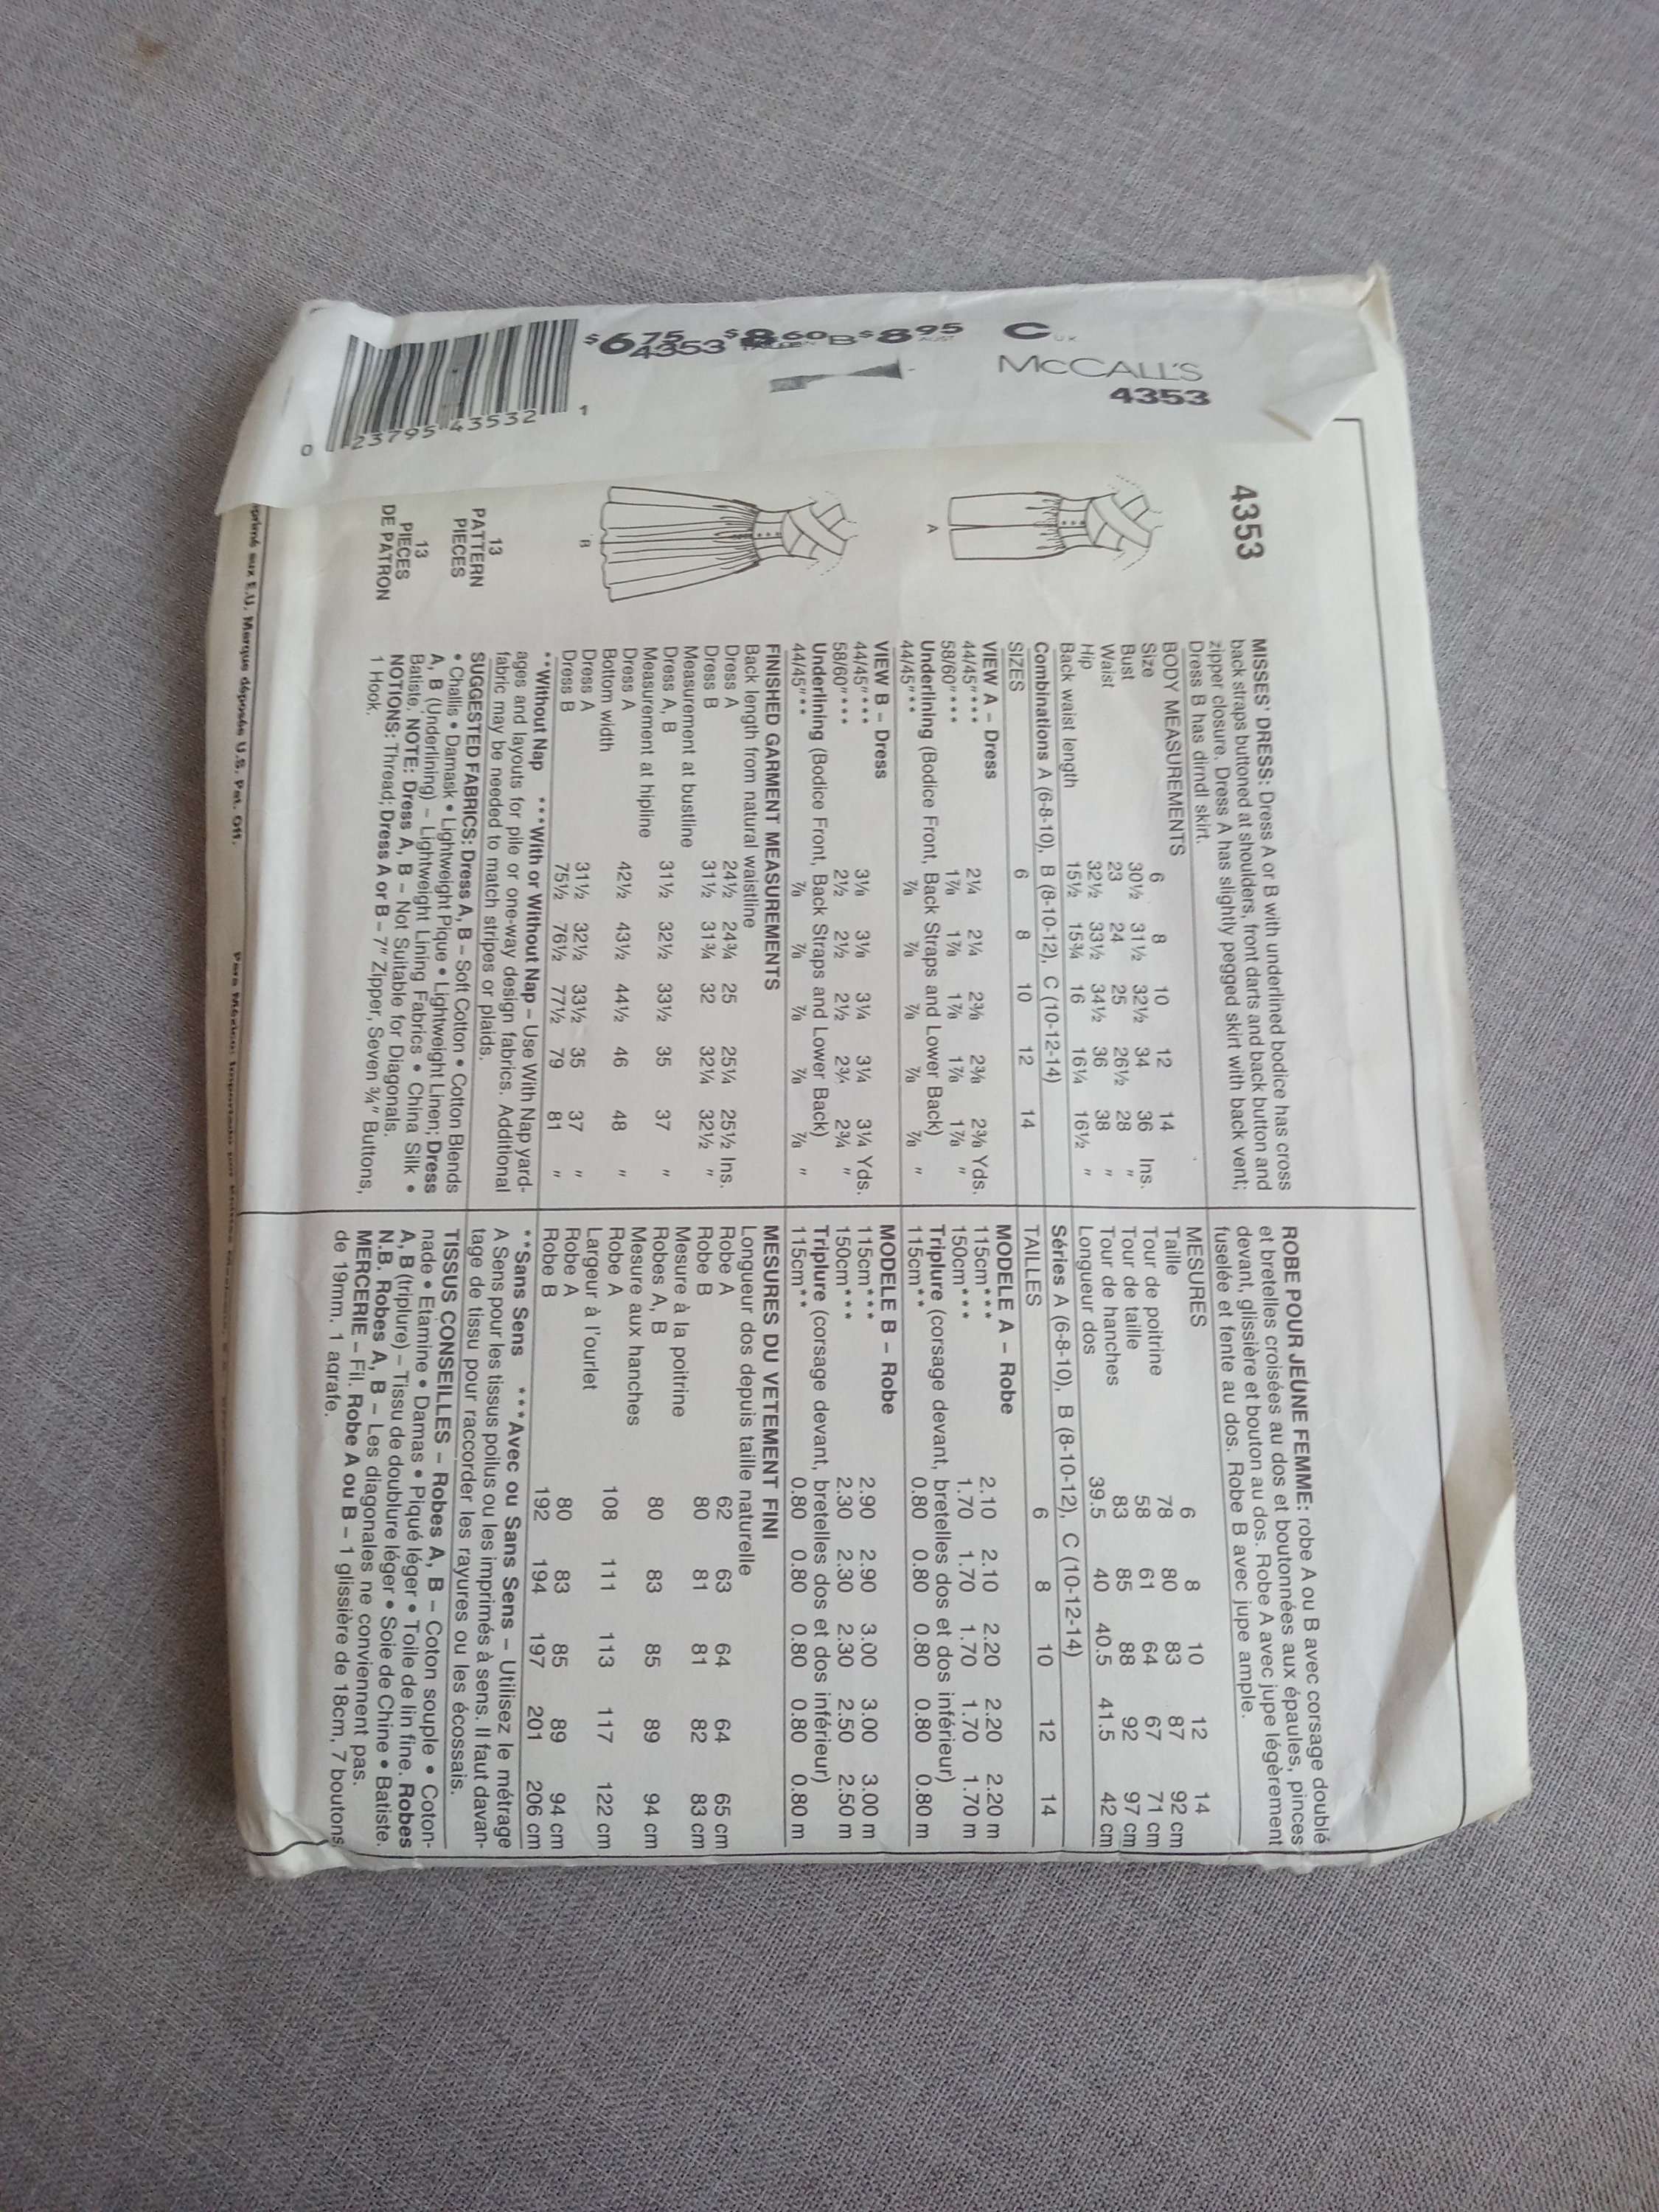 McCALL'S
4353
C UK
$6.75 $8.60 B $8.95
4353
AUST
0 23795 43532 1
4353
A
B
13
PATTERN
PIECES
13
PIECES
DE PATRON
MISSES' DRESS: Dress A or B with underlined bodice has cross
back straps buttoned at shoulders, front darts and back button and
zipper closure. Dress A has slightly pegged skirt with back vent;
Dress B has dirndl skirt.
BODY MEASUREMENTS
Size 6 8 10 12 14
Bust 30½ 31½ 32½ 34 36 Ins.
Waist 23 24 25 26½ 28 "
Hip 32½ 33½ 34½ 36 38 "
Back waist length 15½ 15¾ 16 16¼ 16½ "
Combinations A (6-8-10), B (8-10-12), C (10-12-14)
SIZES 6 8 10 12 14
VIEW A – Dress
44/45"*** 2¼ 2¼ 2⅜ 2⅜ 2⅜ Yds.
58/60"*** 1⅞ 1⅞ 1⅞ 1⅞ 1⅞ "
Underlining (Bodice Front, Back Straps and Lower Back)
44/45"** ⅞ ⅞ ⅞ ⅞ ⅞ "
VIEW B – Dress
44/45"*** 3⅛ 3⅛ 3¼ 3¼ 3¼ Yds.
58/60"*** 2½ 2½ 2½ 2¾ 2¾ "
Underlining (Bodice Front, Back Straps and Lower Back)
44/45"** ⅞ ⅞ ⅞ ⅞ ⅞ "
FINISHED GARMENT MEASUREMENTS
Back length from natural waistline
Dress A 24½ 24¾ 25 25¼ 25½ Ins.
Dress B 31½ 31¾ 32 32¼ 32½ "
Measurement at bustline
Dress A, B 31½ 32½ 33½ 35 37 "
Measurement at hipline
Dress A 42½ 43½ 44½ 46 48 "
Bottom width
Dress A 31½ 32½ 33½ 35 37 "
Dress B 75½ 76½ 77½ 79 81 "
**Without Nap ***With or Without Nap – Use With Nap yard-
ages and layouts for pile or one-way design fabrics. Additional
fabric may be needed to match stripes or plaids.
SUGGESTED FABRICS: Dress A, B – Soft Cotton • Cotton Blends
• Challis • Damask • Lightweight Pique • Lightweight Linen; Dress
A, B (Underlining) – Lightweight Lining Fabrics • China Silk •
Batiste. NOTE: Dress A, B – Not Suitable for Diagonals.
NOTIONS: Thread; Dress A or B – 7" Zipper, Seven ¾" Buttons,
1 Hook.
ROBE POUR JEUNE FEMME: robe A ou B avec corsage doublé
et bretelles croisées au dos et boutonnées aux épaules, pinces
devant, glissière et bouton au dos. Robe A avec jupe légèrement
fuselée et fente au dos. Robe B avec jupe ample.
MESURES
Taille 6 8 10 12 14
Tour de poitrine 78 80 83 87 92 cm
Tour de taille 58 61 64 67 71 cm
Tour de hanches 83 85 88 92 97 cm
Longueur dos 39.5 40 40.5 41.5 42 cm
Séries A (6-8-10), B (8-10-12), C (10-12-14)
TAILLES 6 8 10 12 14
MODELE A – Robe
115cm*** 2.10 2.10 2.20 2.20 2.20 m
150cm*** 1.70 1.70 1.70 1.70 1.70 m
Triplure (corsage devant, bretelles dos et dos inférieur)
115cm** 0.80 0.80 0.80 0.80 0.80 m
MODELE B – Robe
115cm*** 2.90 2.90 3.00 3.00 3.00 m
150cm*** 2.30 2.30 2.30 2.50 2.50 m
Triplure (corsage devant, bretelles dos et dos inférieur)
115cm** 0.80 0.80 0.80 0.80 0.80 m
MESURES DU VETEMENT FINI
Longueur dos depuis taille naturelle
Robe A 62 63 64 64 65 cm
Robe B 80 81 81 82 83 cm
Mesure à la poitrine
Robes A, B 80 83 85 89 94 cm
Mesure aux hanches
Robe A 108 111 113 117 122 cm
Largeur à l'ourlet
Robe A 80 83 85 89 94 cm
Robe B 192 194 197 201 206 cm
**Sans Sens ***Avec ou Sans Sens – Utilisez le métrage
A Sens pour les tissus poilus ou les imprimés à sens. Il faut davan-
tage de tissu pour raccorder les rayures ou les écossais.
TISSUS CONSEILLES – Robes A, B – Coton souple • Coton-
nade • Etamine • Damas • Piqué léger • Toile de lin fine. Robes
A, B (triplure) – Tissu de doublure léger • Soie de Chine • Batiste.
N.B. Robes A, B – Les diagonales ne conviennent pas.
MERCERIE – Fil. Robe A ou B – 1 glissière de 18cm, 7 boutons
de 19mm. 1 agrafe.
aux E.U. Marque déposée U.S. Pat. Off. Para México: Importado por